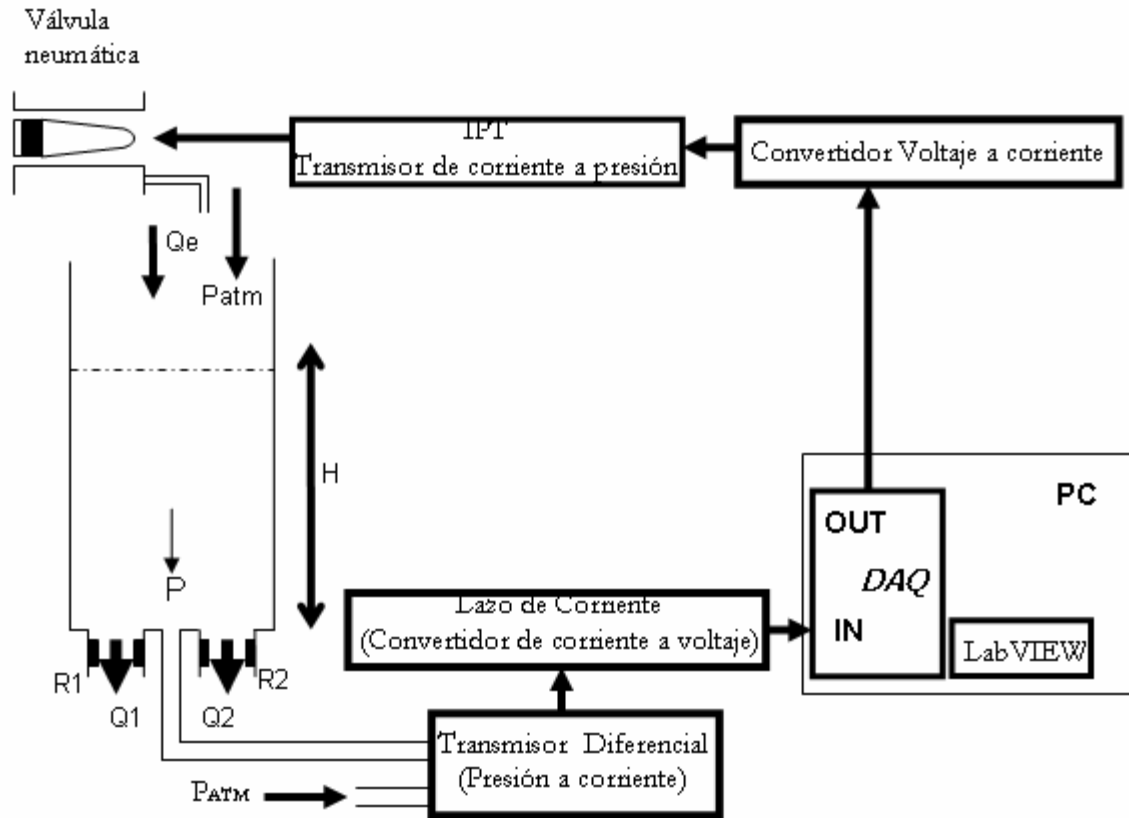 Válvula
neumática
IPT
Transmisor de corriente a presión
Convertidor Voltaje a corriente
Qe
Patm
H
P
R1
R2
Q1
Q2
PC
OUT
DAQ
IN
LabVIEW
Lazo de Corriente
(Convertidor de corriente a voltaje)
Transmisor Diferencial
(Presión a corriente)
PATM